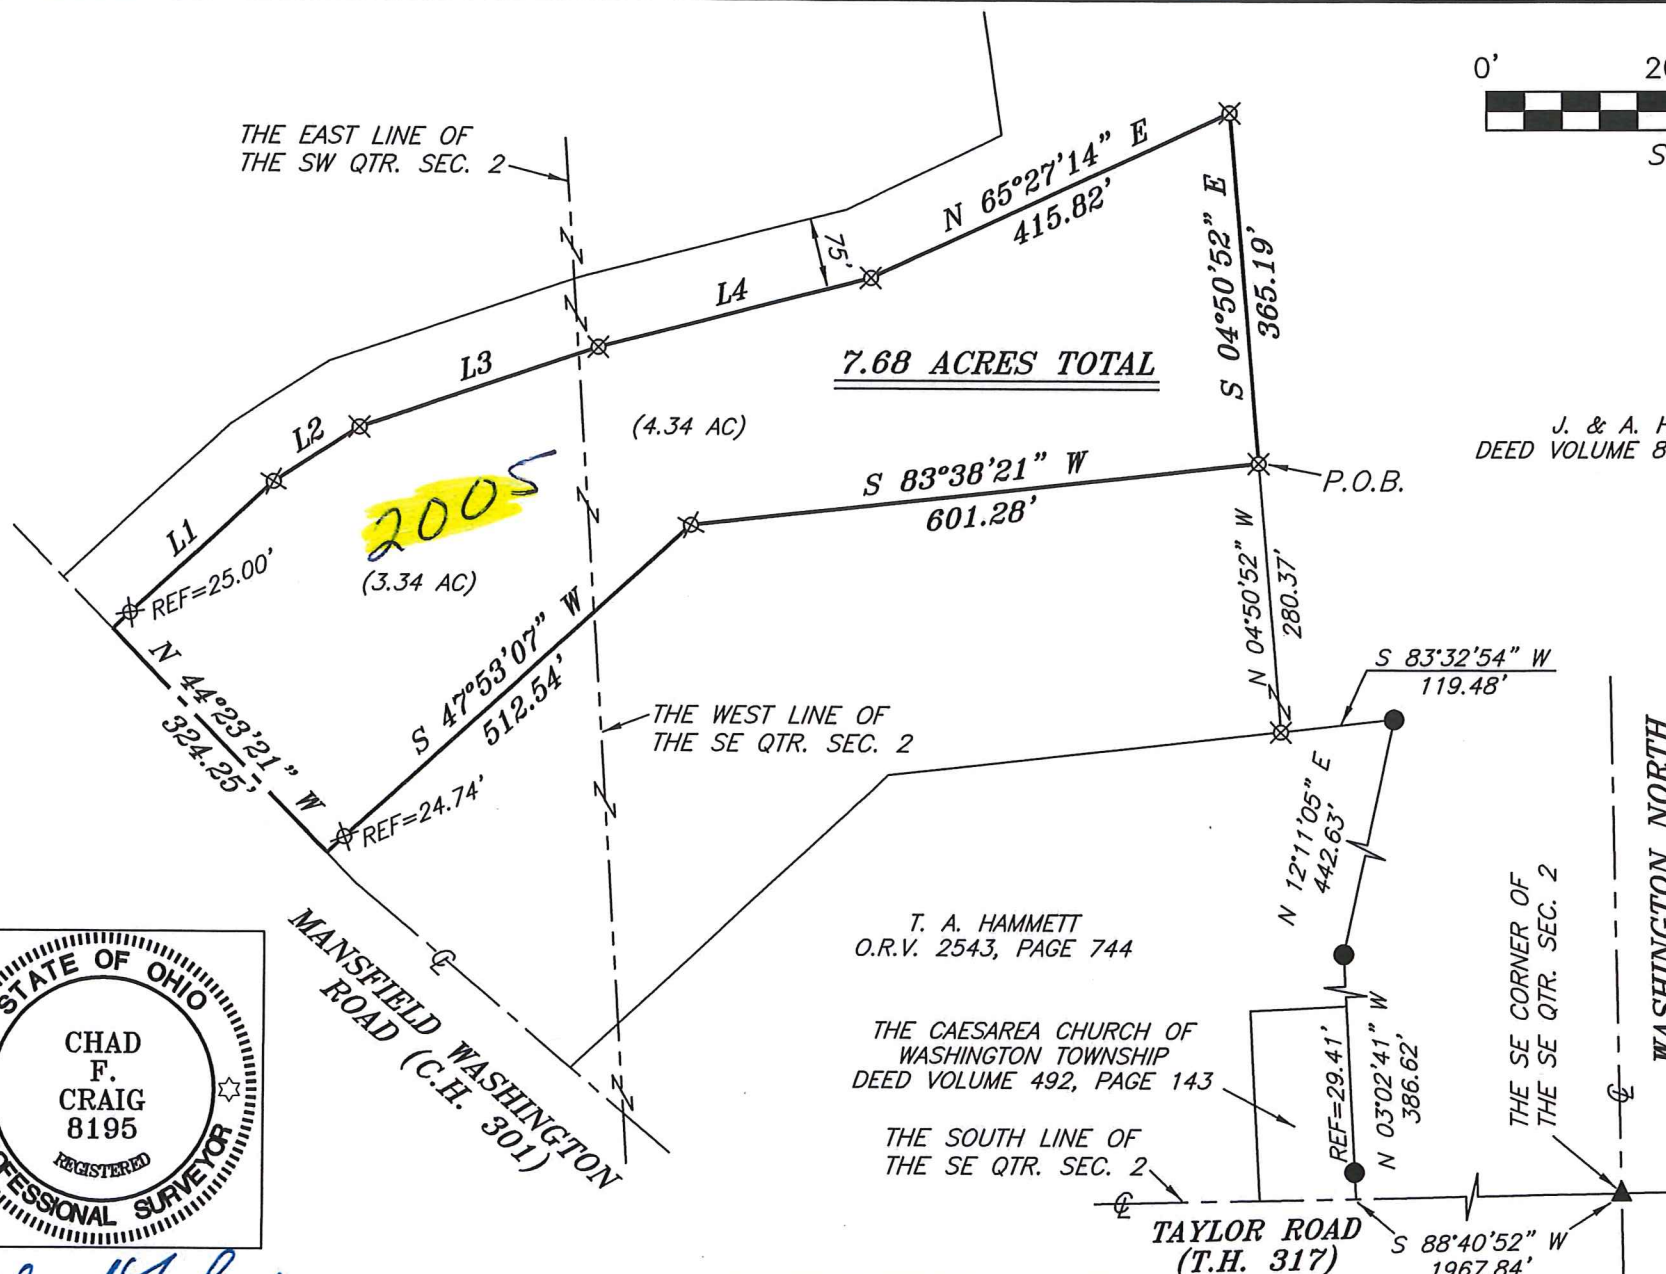 0'
THE EAST LINE OF
THE SW QTR. SEC. 2
N 65°27'14" E
415.82'
75'
S 04°50'52" E
365.19'
L4
L3
L2
L1
7.68 ACRES TOTAL
(4.34 AC)
2005
(3.34 AC)
S 83°38'21" W
601.28'
P.O.B.
J. & A.
DEED VOLUME
REF=25.00'
N 44°23'21" W
324.25'
S 47°53'07" W
512.54'
REF=24.74'
N 04°50'52" W
280.37'
S 83°32'54" W
119.48'
THE WEST LINE OF
THE SE QTR. SEC. 2
N 12°11'05" E
442.63'
MANSFIELD WASHINGTON
ROAD (C.H. 301)
T. A. HAMMETT
O.R.V. 2543, PAGE 744
THE CAESAREA CHURCH OF
WASHINGTON TOWNSHIP
DEED VOLUME 492, PAGE 143
THE SOUTH LINE OF
THE SE QTR. SEC. 2
REF=29.41'
N 03°02'41" W
386.62'
THE SE CORNER OF
THE SE QTR. SEC. 2
WASHINGTON NORTH
TAYLOR ROAD
(T.H. 317)
S 88°40'52" W
1967.84'
STATE OF OHIO
CHAD
F.
CRAIG
8195
REGISTERED
OFESSIONAL SURVEYOR